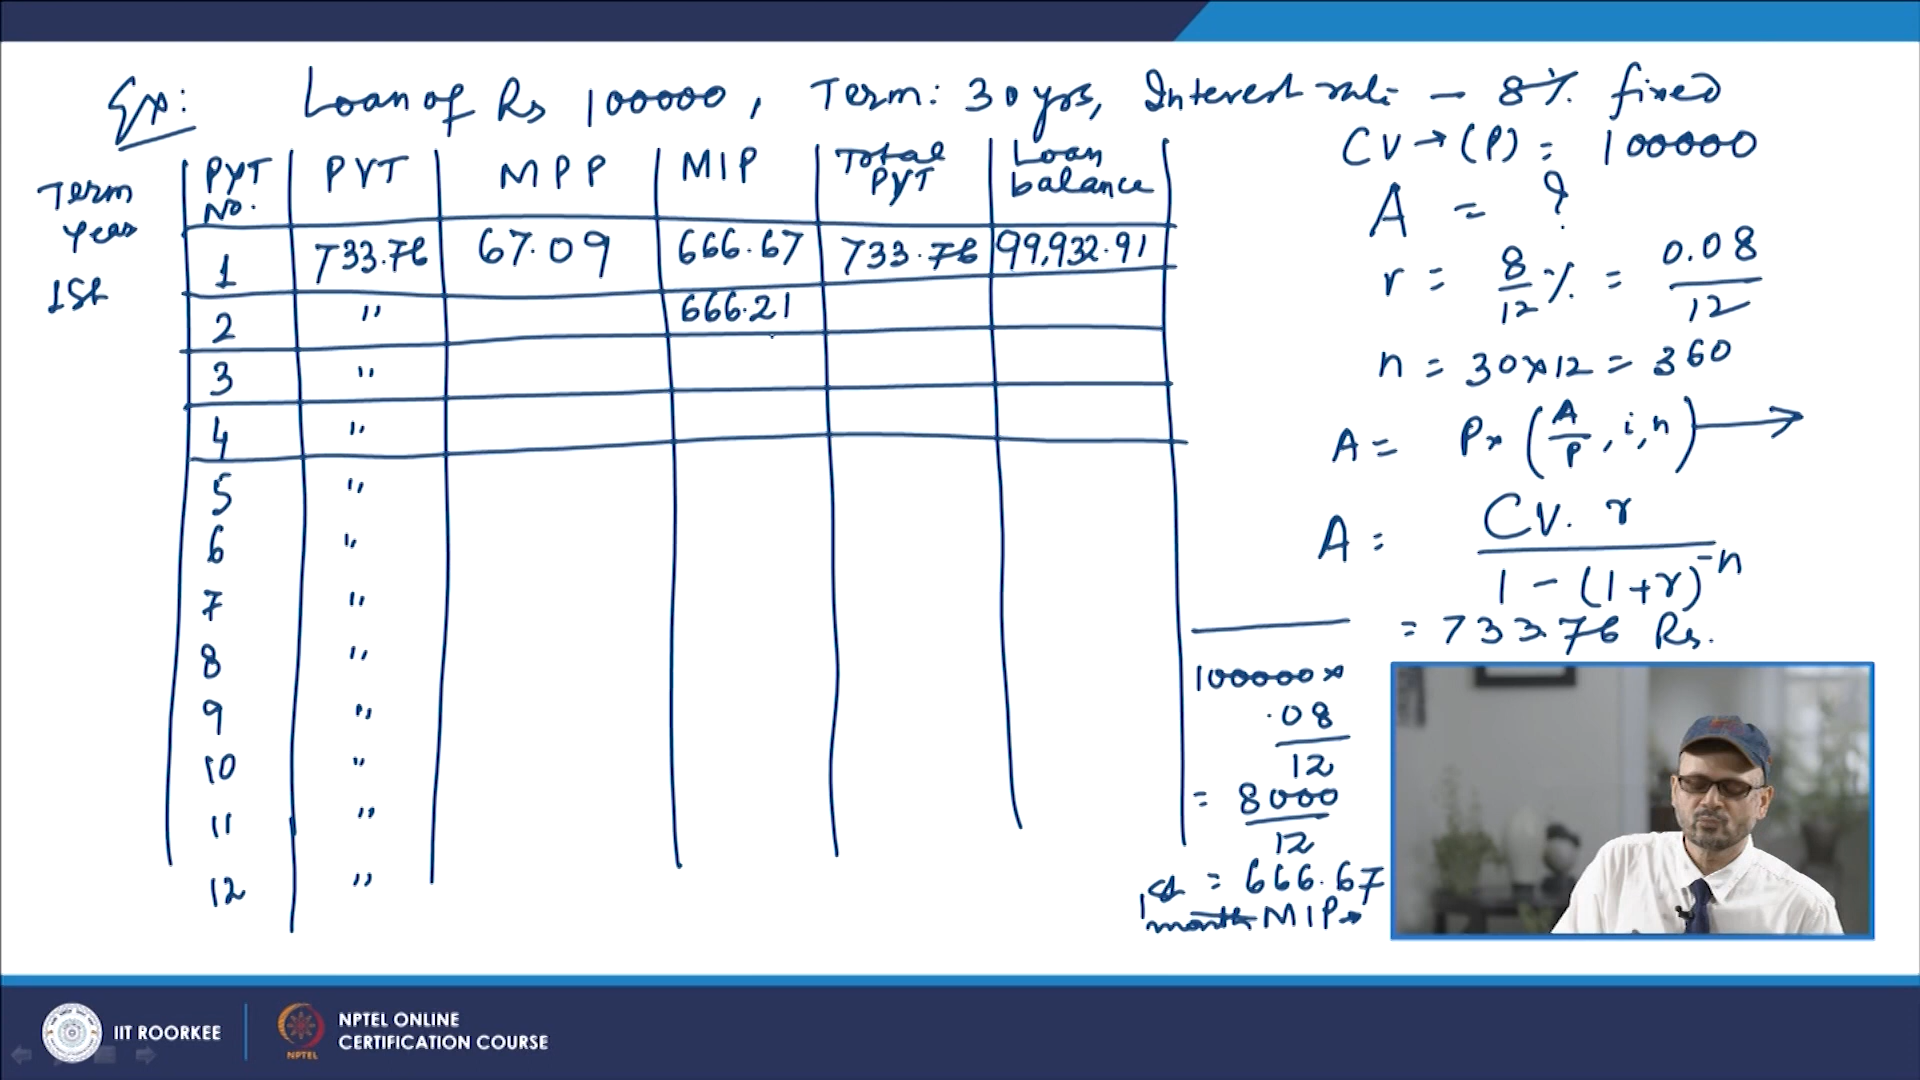 Ex: Loan of Rs 100000, Term: 30 yrs, Interest rate - 8% fixed
Term Year
PYT No. PYT MPP MIP Total PYT Loan balance
1st 1 733.76 67.09 666.67 733.76 99,932.91
2 " 666.21
3 "
4 "
5 "
6 "
7 "
8 "
9 "
10 "
11 "
12 "
CV → (P) = 100000
A = ?
r = 8/12 % = 0.08/12
n = 30x12 = 360
A = P x (A/P, i, n) →
A = CV. r / 1 - (1+r)^-n
= 733.76 Rs.
100000 x
.08
12
= 8000
12
= 666.67
1st month MIP
IIT ROORKEE
NPTEL
NPTEL ONLINE
CERTIFICATION COURSE